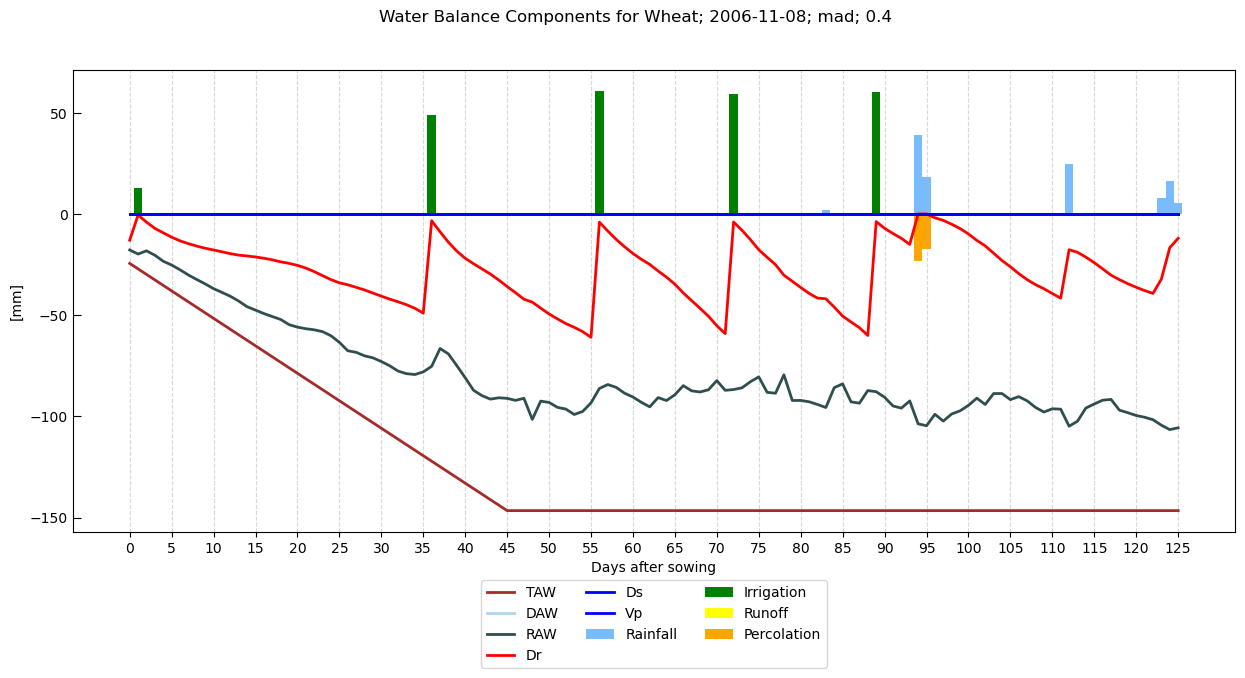 Water Balance Components for Wheat; 2006-11-08; mad; 0.4
50
0
−50
−100
−150
[mm]
0 5 10 15 20 25 30 35 40 45 50 55 60 65 70 75 80 85 90 95 100 105 110 115 120 125
Days after sowing
TAW Ds Irrigation
DAW Vp Runoff
RAW Rainfall Percolation
Dr